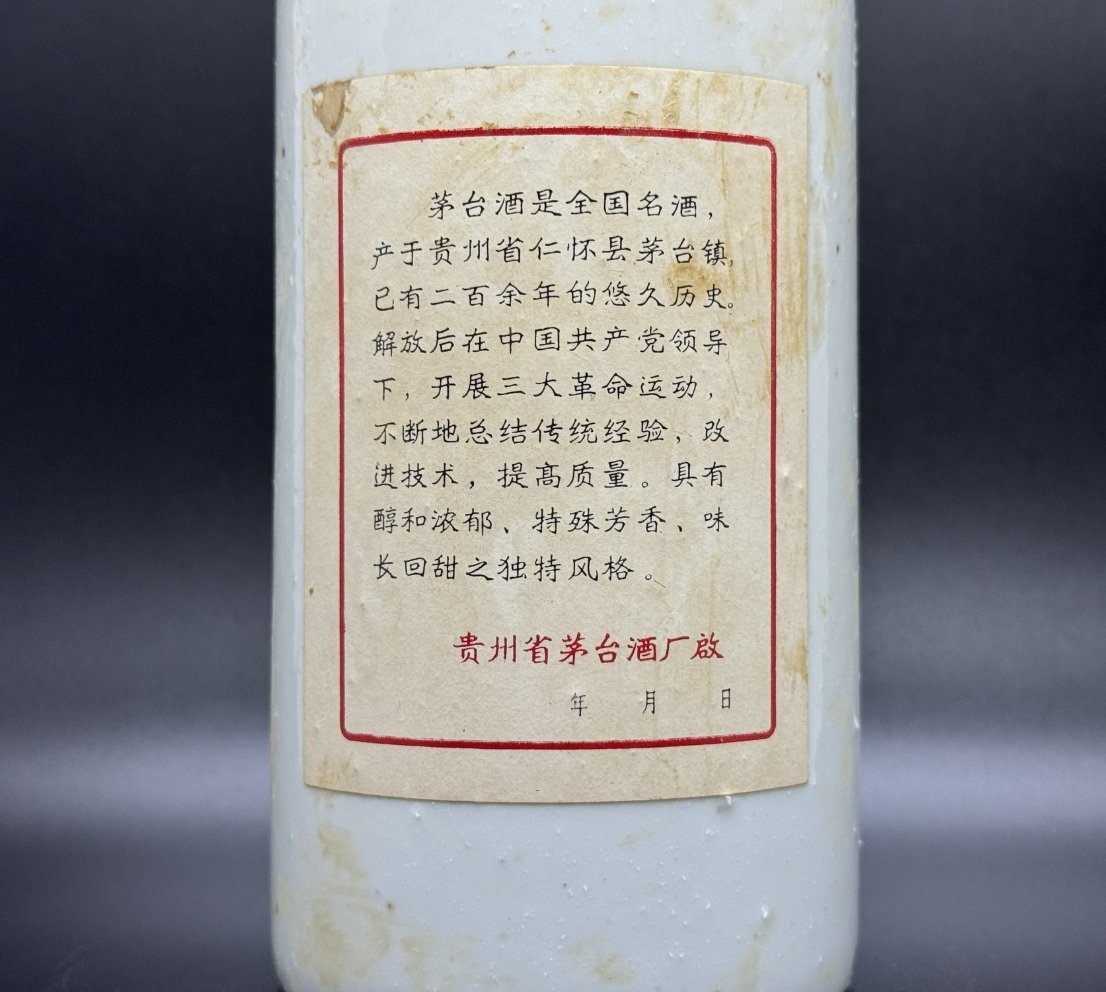 茅台酒是全国名酒，
产于贵州省仁怀县茅台镇，
已有二百余年的悠久历史。
解放后在中国共产党领导
下，开展三大革命运动，
不断地总结传统经验，改
进技术，提高质量。具有
醇和浓郁、特殊芳香、味
长回甜之独特风格。
贵州省茅台酒厂啟
年 月 日